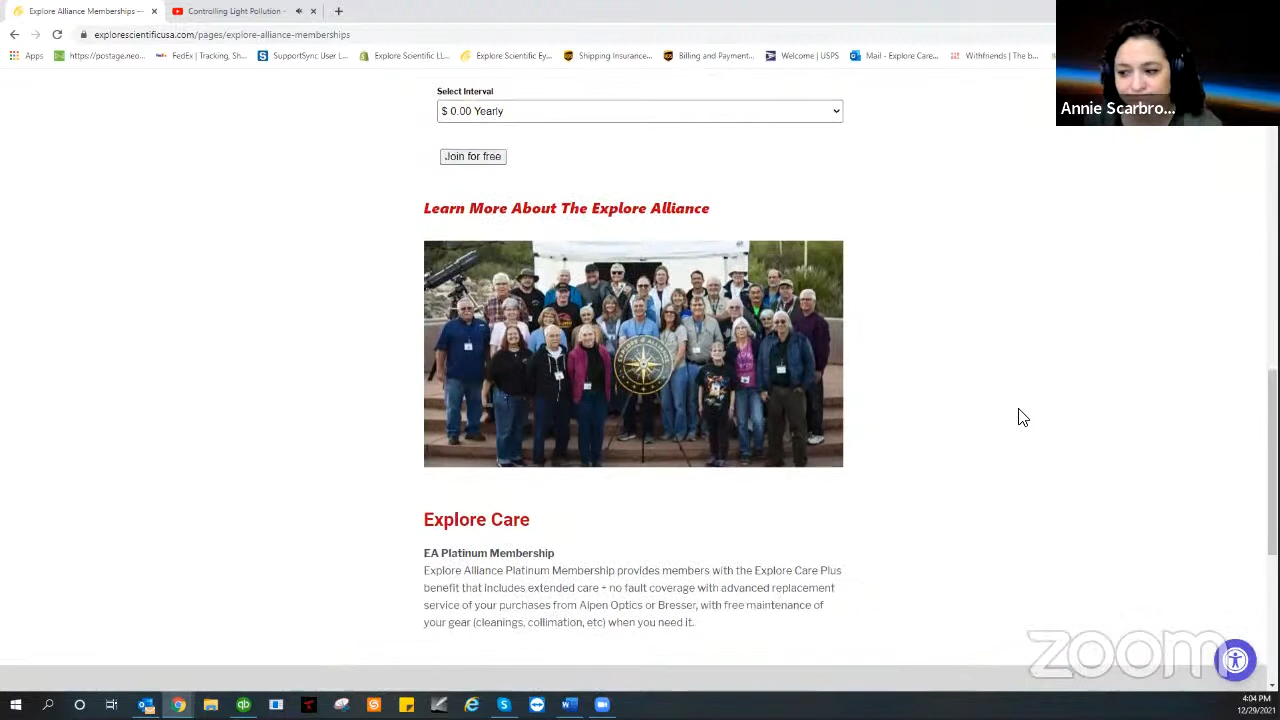 Explore Alliance Memberships --
Controlling Light Pollution -
explorescientificusa.com/pages/explore-alliance-memberships
Apps
https://postage.neo...
FedEx | Tracking, Sh...
SupportSync User L...
Explore Scientific LL...
Explore Scientific Ey...
Shipping Insurance...
Billing and Payment...
Welcome | USPS
Mail - Explore Care...
Withfriends | The b...
Annie Scarbro...
Select Interval
$ 0.00 Yearly
Join for free
Learn More About The Explore Alliance
EXPLORE ALLIANCE
Explore Care
EA Platinum Membership
Explore Alliance Platinum Membership provides members with the Explore Care Plus
benefit that includes extended care + no fault coverage with advanced replacement
service of your purchases from Alpen Optics or Bresser, with free maintenance of
your gear (cleanings, collimation, etc) when you need it.
zoom
4:04 PM
12/29/2021